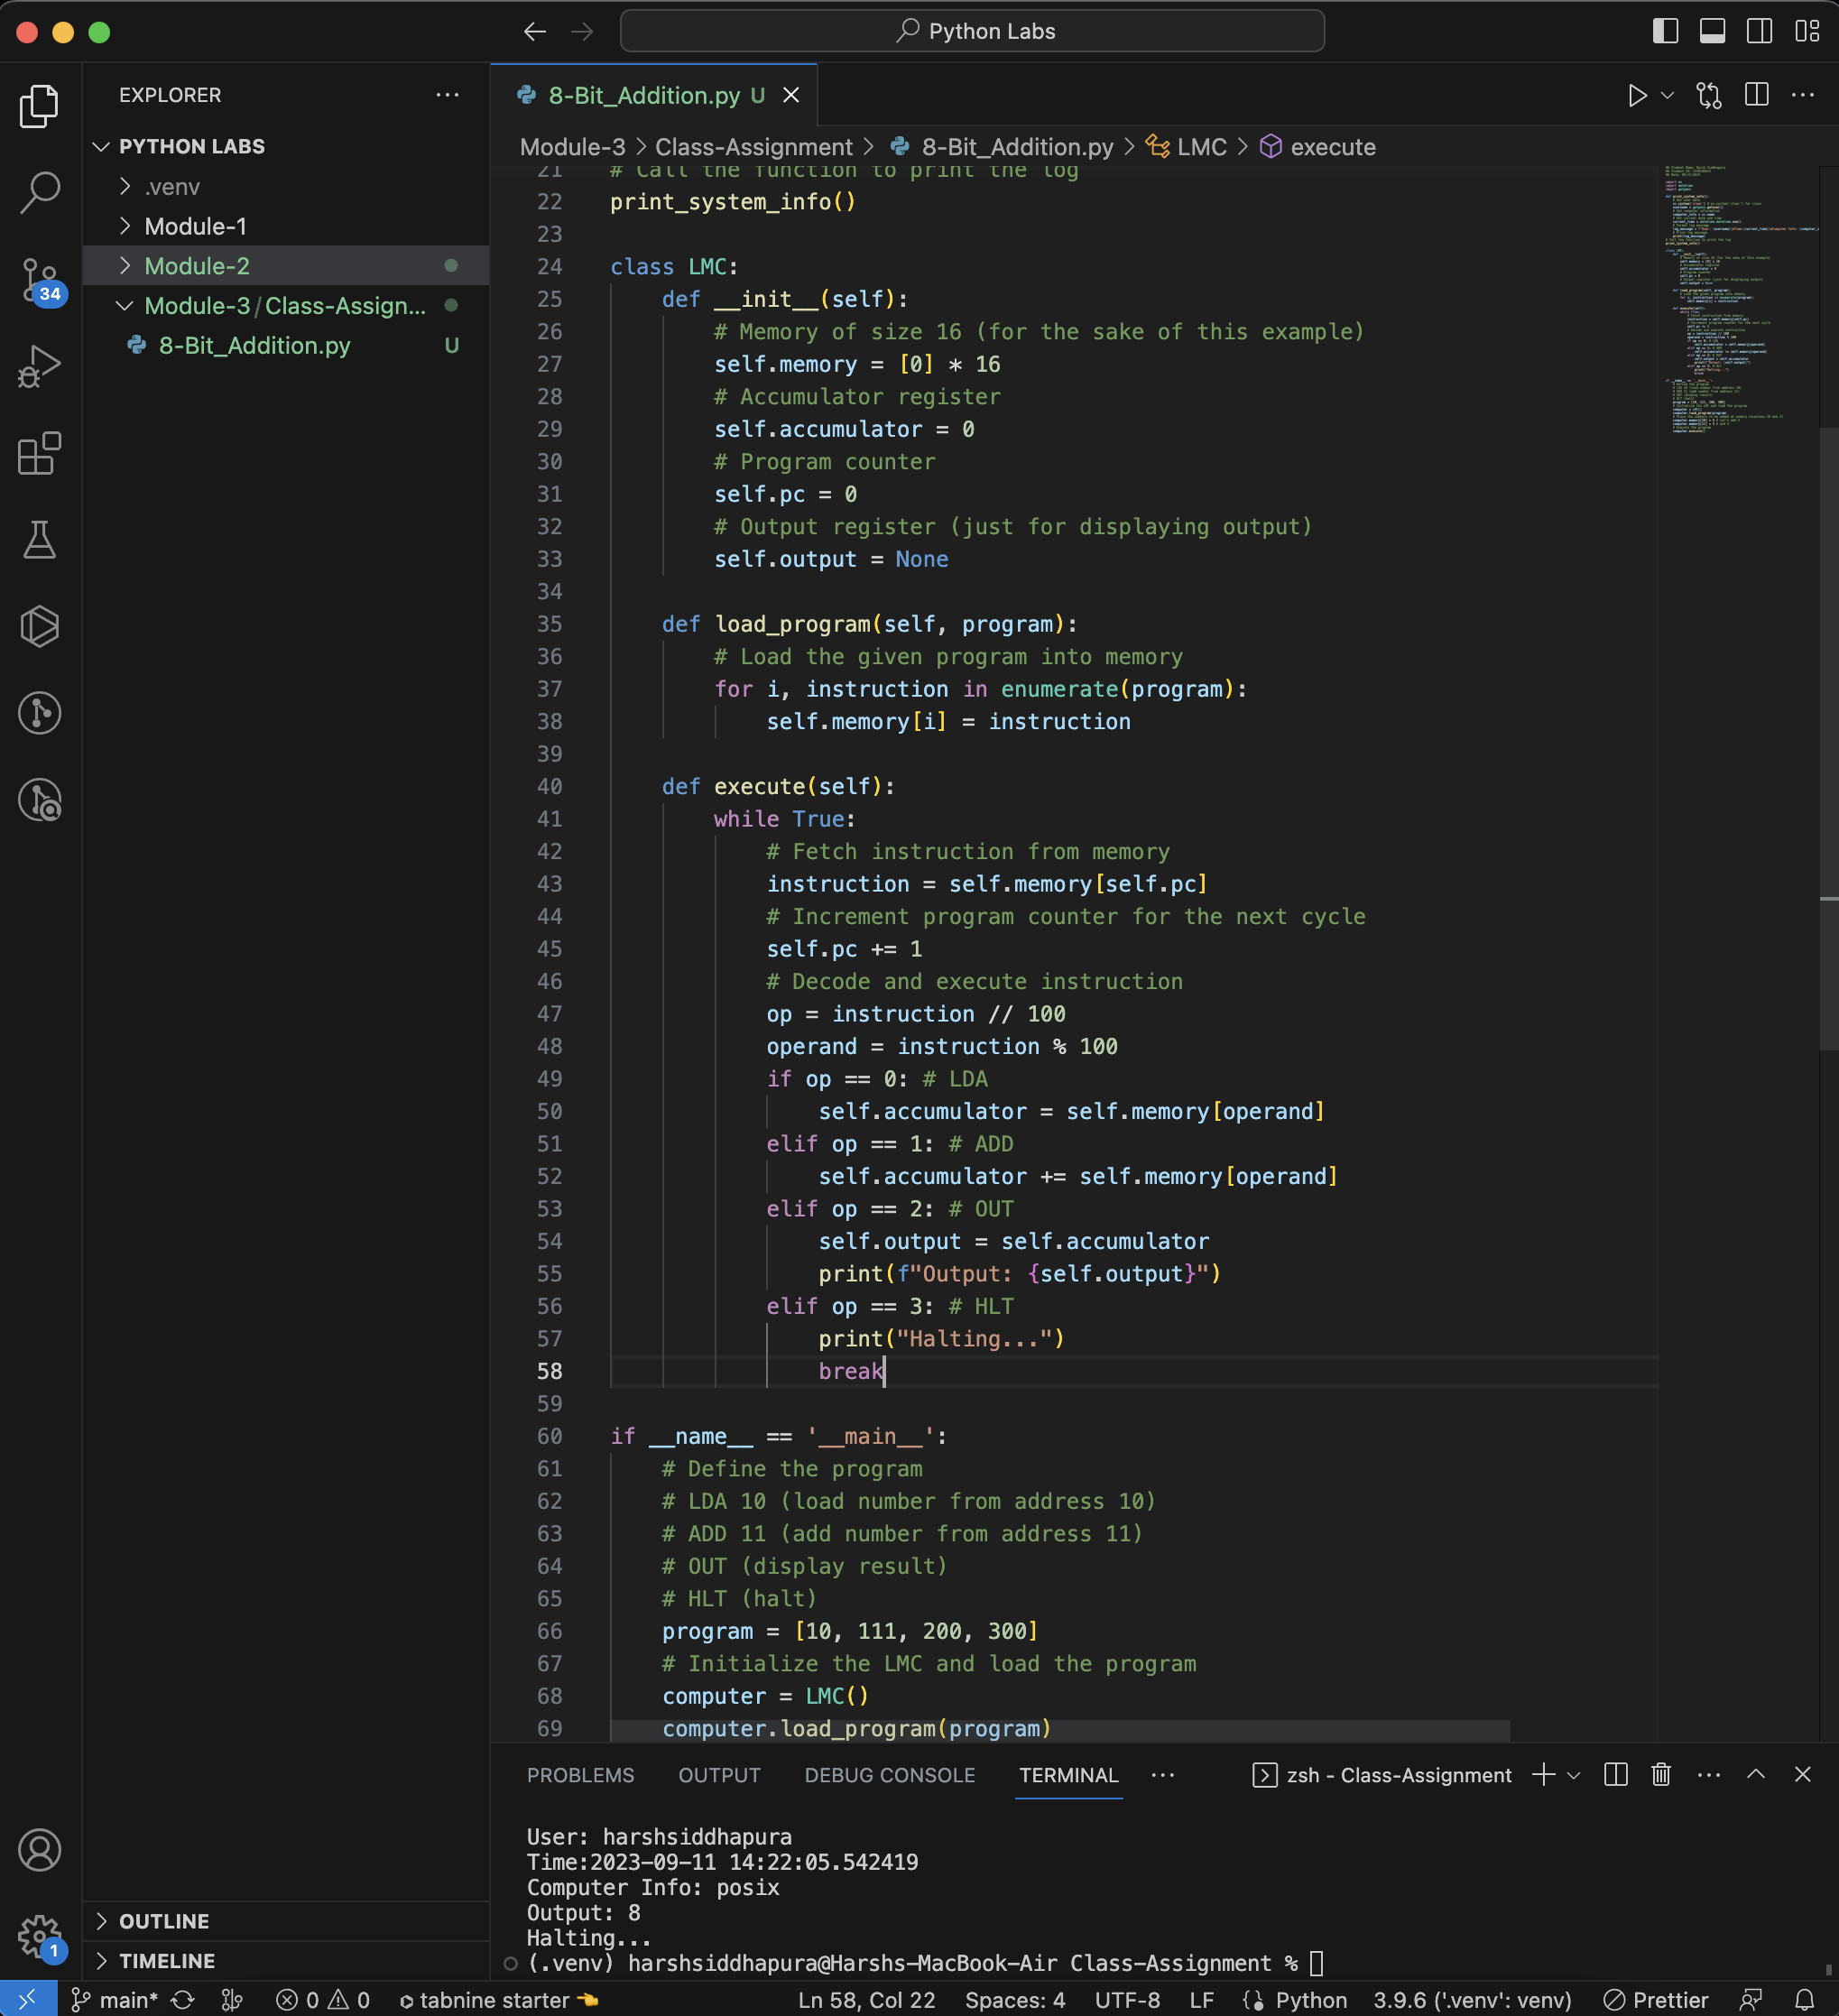 Python Labs
EXPLORER
PYTHON LABS
.venv
Module-1
Module-2
Module-3/Class-Assign...
8-Bit_Addition.py U
34
1
OUTLINE
TIMELINE
8-Bit_Addition.py U
Module-3 > Class-Assignment > 8-Bit_Addition.py > LMC > execute
21 # Call the function to print the log
22 print_system_info()
23
24 class LMC:
25 def __init__(self):
26 # Memory of size 16 (for the sake of this example)
27 self.memory = [0] * 16
28 # Accumulator register
29 self.accumulator = 0
30 # Program counter
31 self.pc = 0
32 # Output register (just for displaying output)
33 self.output = None
34
35 def load_program(self, program):
36 # Load the given program into memory
37 for i, instruction in enumerate(program):
38 self.memory[i] = instruction
39
40 def execute(self):
41 while True:
42 # Fetch instruction from memory
43 instruction = self.memory[self.pc]
44 # Increment program counter for the next cycle
45 self.pc += 1
46 # Decode and execute instruction
47 op = instruction // 100
48 operand = instruction % 100
49 if op == 0: # LDA
50 self.accumulator = self.memory[operand]
51 elif op == 1: # ADD
52 self.accumulator += self.memory[operand]
53 elif op == 2: # OUT
54 self.output = self.accumulator
55 print(f"Output: {self.output}")
56 elif op == 3: # HLT
57 print("Halting...")
58 break
59
60 if __name__ == '__main__':
61 # Define the program
62 # LDA 10 (load number from address 10)
63 # ADD 11 (add number from address 11)
64 # OUT (display result)
65 # HLT (halt)
66 program = [10, 111, 200, 300]
67 # Initialize the LMC and load the program
68 computer = LMC()
69 computer.load_program(program)
PROBLEMS OUTPUT DEBUG CONSOLE TERMINAL ... zsh - Class-Assignment
User: harshsiddhapura
Time:2023-09-11 14:22:05.542419
Computer Info: posix
Output: 8
Halting...
(.venv) harshsiddhapura@Harshs-MacBook-Air Class-Assignment %
main* 0 0 tabnine starter Ln 58, Col 22 Spaces: 4 UTF-8 LF Python 3.9.6 ('.venv': venv) Prettier